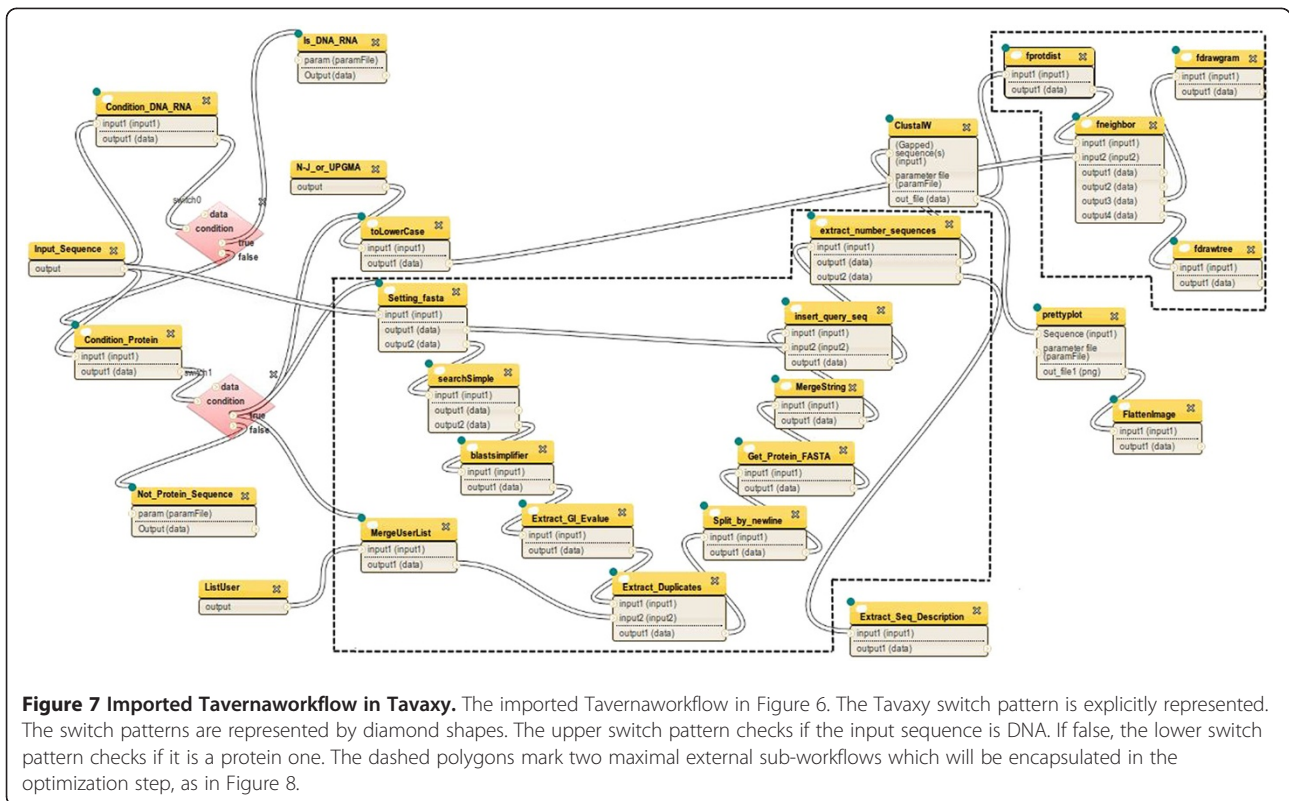 Is_DNA_RNA
param (paramFile)
Output (data)
Condition_DNA_RNA
input1 (input1)
output1 (data)
switch0
data
condition
true
false
Input_Sequence
output
N-J_or_UPGMA
output
toLowerCase
input1 (input1)
output1 (data)
Condition_Protein
input1 (input1)
output1 (data)
switch1
data
condition
true
false
Not_Protein_Sequence
param (paramFile)
Output (data)
ListUser
output
MergeUserList
input1 (input1)
output1 (data)
Setting_fasta
input1 (input1)
output1 (data)
output2 (data)
searchSimple
input1 (input1)
output1 (data)
output2 (data)
blastsimplifier
input1 (input1)
output1 (data)
Extract_GI_Evalue
input1 (input1)
output1 (data)
Extract_Duplicates
input1 (input1)
input2 (input2)
output1 (data)
Split_by_newline
input1 (input1)
output1 (data)
Get_Protein_FASTA
input1 (input1)
output1 (data)
MergeString
input1 (input1)
output1 (data)
insert_query_seq
input1 (input1)
input2 (input2)
output1 (data)
extract_number_sequences
input1 (input1)
output1 (data)
output2 (data)
ClustalW
(Gapped)
sequence(s)
(input1)
parameter file
(paramFile)
out_file (data)
fprotdist
input1 (input1)
output1 (data)
fneighbor
input1 (input1)
input2 (input2)
output1 (data)
output2 (data)
output3 (data)
output4 (data)
fdrawgram
input1 (input1)
output1 (data)
fdrawtree
input1 (input1)
output1 (data)
prettyplot
Sequence (input1)
parameter file
(paramFile)
out_file1 (png)
FlattenImage
input1 (input1)
output1 (data)
Extract_Seq_Description
input1 (input1)
output1 (data)
Figure 7 Imported Tavernaworkflow in Tavaxy. The imported Tavernaworkflow in Figure 6. The Tavaxy switch pattern is explicitly represented.
The switch patterns are represented by diamond shapes. The upper switch pattern checks if the input sequence is DNA. If false, the lower switch
pattern checks if it is a protein one. The dashed polygons mark two maximal external sub-workflows which will be encapsulated in the
optimization step, as in Figure 8.